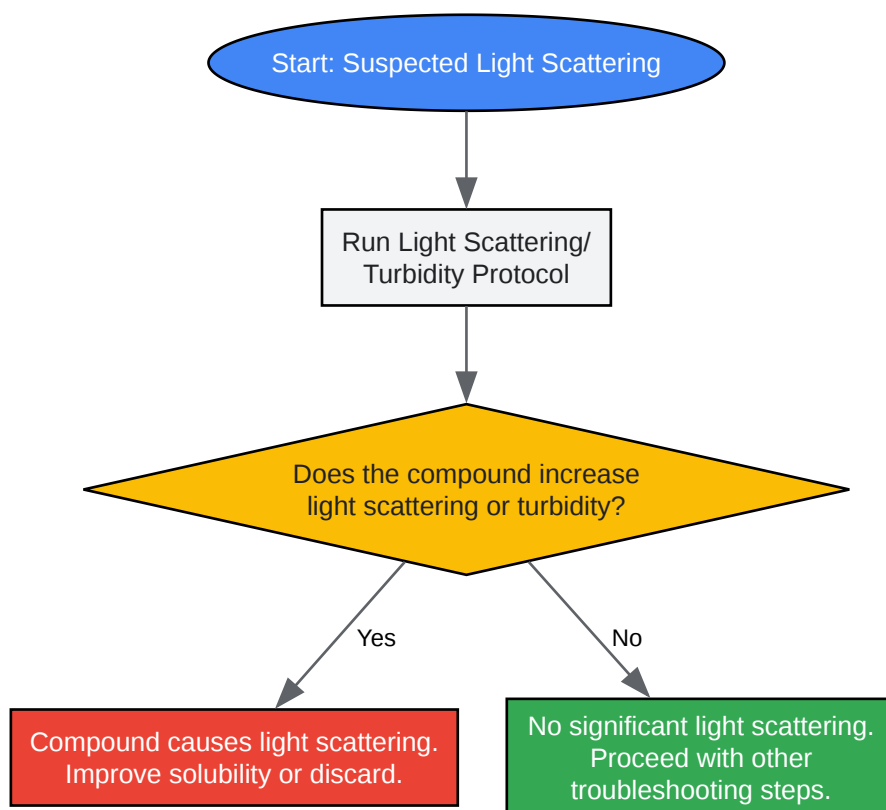 Start: Suspected Light Scattering
Run Light Scattering/
Turbidity Protocol
Does the compound increase
light scattering or turbidity?
Yes
No
Compound causes light scattering.
Improve solubility or discard.
No significant light scattering.
Proceed with other
troubleshooting steps.